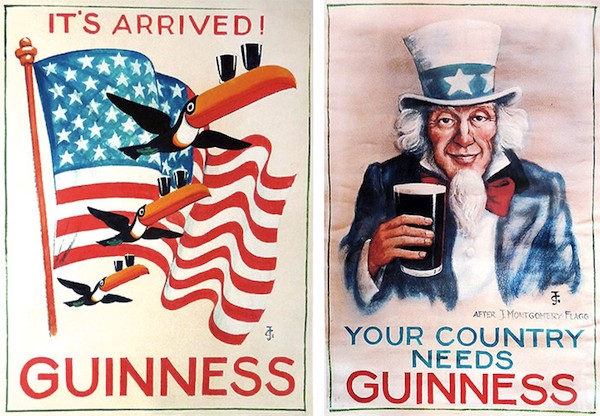 IT'S ARRIVED!
GUINNESS
AFTER J. MONTGOMERY FLAGG
YOUR COUNTRY
NEEDS
GUINNESS